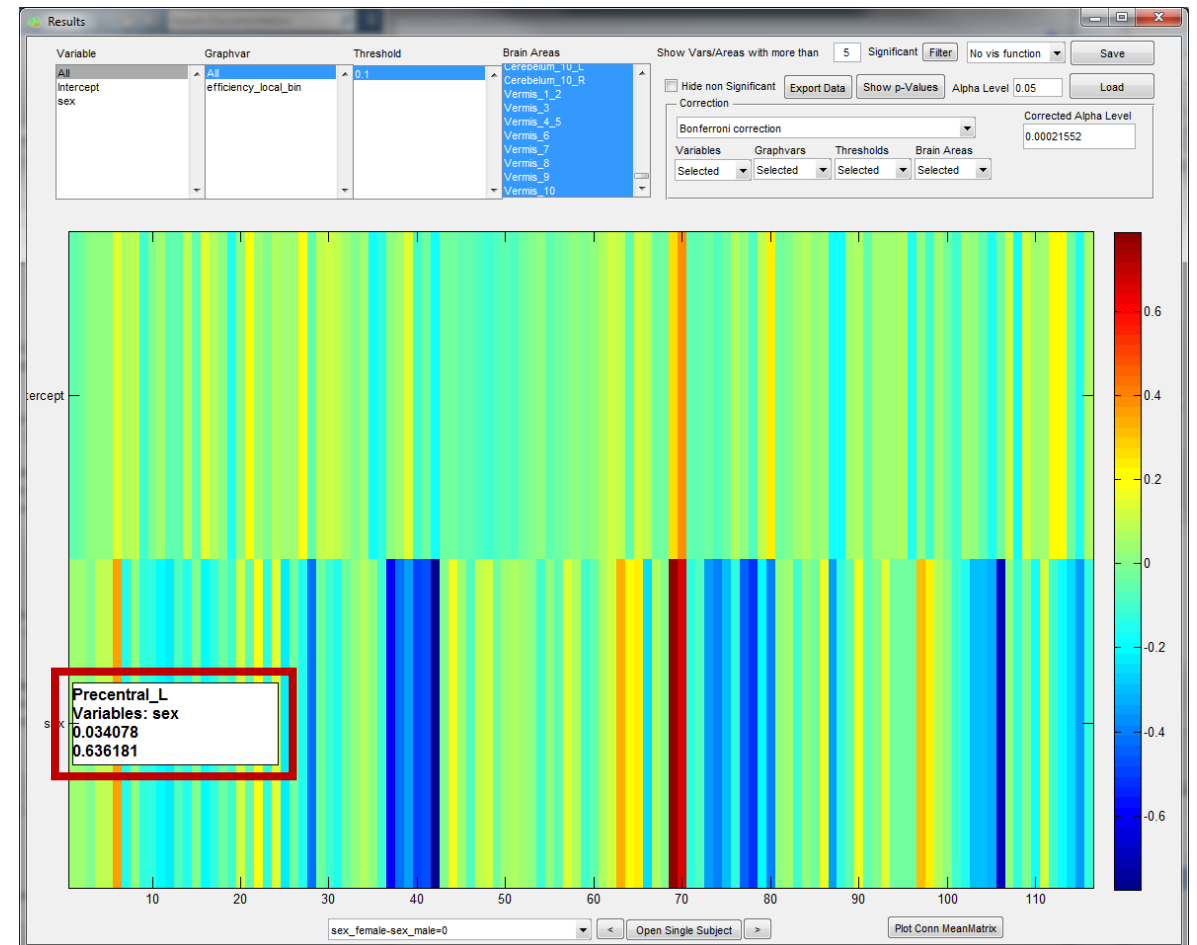 Results
Variable
All
Intercept
sex
Graphvar
All
efficiency_local_bin
Threshold
0.1
Brain Areas
Cerebelum_10_L
Cerebelum_10_R
Vermis_1_2
Vermis_3
Vermis_4_5
Vermis_6
Vermis_7
Vermis_8
Vermis_9
Vermis_10
Show Vars/Areas with more than 5 Significant Filter No vis function Save
Hide non Significant Export Data Show p-Values Alpha Level 0.05 Load
Correction
Bonferroni correction
Corrected Alpha Level
0.00021552
Variables Graphvars Thresholds Brain Areas
Selected Selected Selected Selected
ercept
Precentral_L
Variables: sex
0.034078
0.636181
0.6
0.4
0.2
0
-0.2
-0.4
-0.6
10 20 30 40 50 60 70 80 90 100 110
sex_female-sex_male=0 < Open Single Subject > Plot Conn MeanMatrix